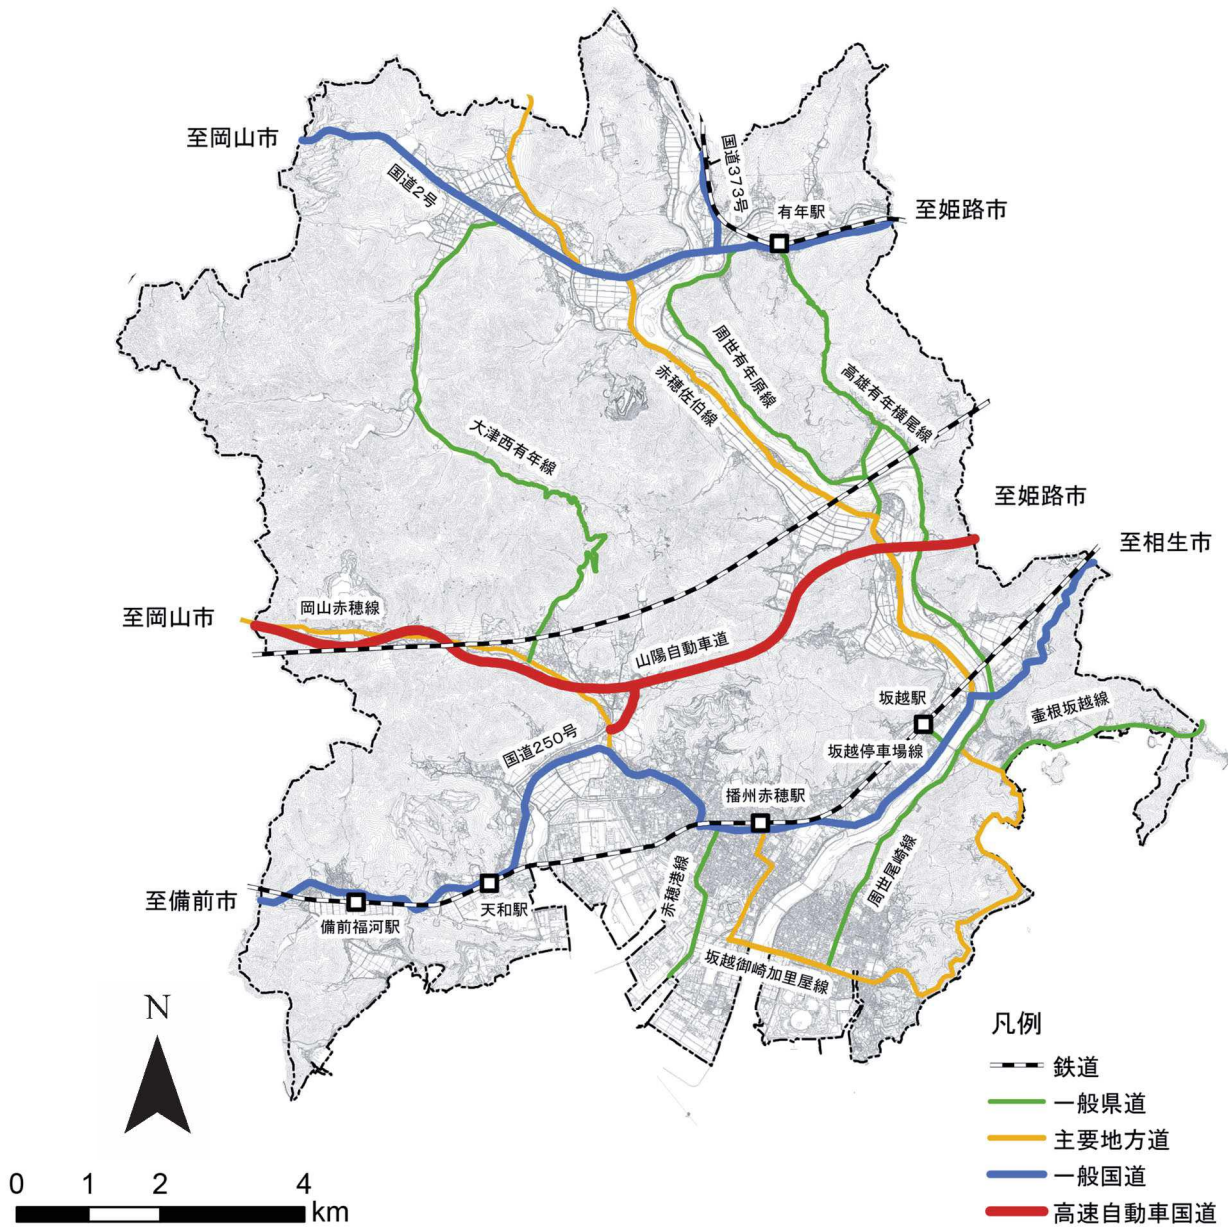 至岡山市
国道2号
国道373号
有年駅
至姫路市
周世有年原線
赤穂佐伯線
高雄有年横尾線
大津西有年線
至姫路市
至相生市
岡山赤穂線
至岡山市
山陽自動車道
坂越駅
壷根坂越線
国道250号
坂越停車場線
播州赤穂駅
赤穂港線
周世尾崎線
至備前市
天和駅
備前福河駅
坂越御崎加里屋線
N
凡例
鉄道
一般県道
主要地方道
一般国道
高速自動車国道
0 1 2 4
km